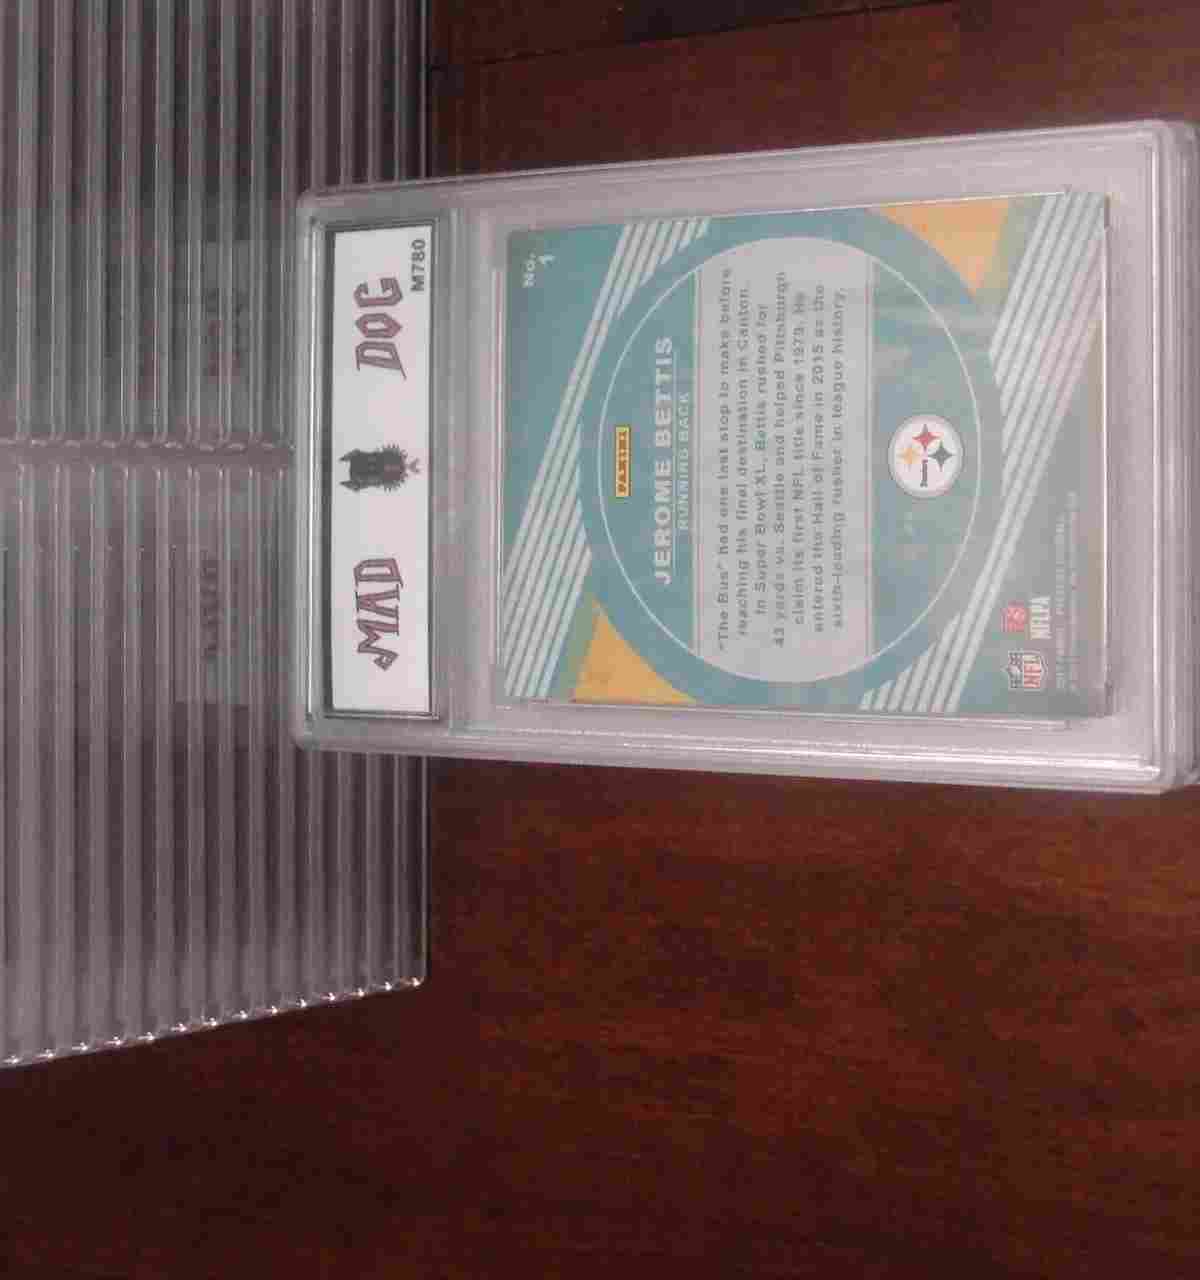 MAD DOG
M780
No.
1
PANINI
JEROME BETTIS
RUNNING BACK
"The Bus" had one last stop to make before
reaching his final destination in Canton.
In Super Bowl XL, Bettis rushed for
43 yards vs. Seattle and helped Pittsburgh
claim its first NFL title since 1979. He
entered the Hall of Fame in 2015 as the
sixth-leading rusher in league history.
Steelers
NFL NFLPA